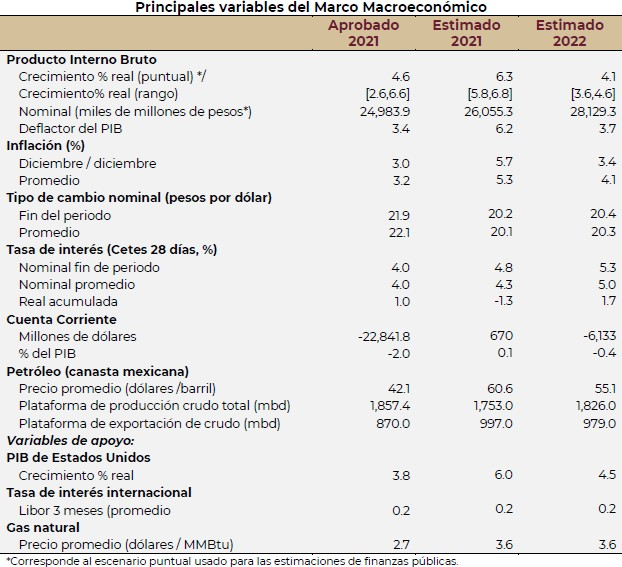 Principales variables del Marco Macroeconómico
Aprobado Estimado Estimado
2021 2021 2022
Producto Interno Bruto
Crecimiento % real (puntual) */ 4.6 6.3 4.1
Crecimiento% real (rango) [2.6,6.6] [5.8,6.8] [3.6,4.6]
Nominal (miles de millones de pesos*) 24,983.9 26,055.3 28,129.3
Deflactor del PIB 3.4 6.2 3.7
Inflación (%)
Diciembre / diciembre 3.0 5.7 3.4
Promedio 3.2 5.3 4.1
Tipo de cambio nominal (pesos por dólar)
Fin del periodo 21.9 20.2 20.4
Promedio 22.1 20.1 20.3
Tasa de interés (Cetes 28 días, %)
Nominal fin de periodo 4.0 4.8 5.3
Nominal promedio 4.0 4.3 5.0
Real acumulada 1.0 -1.3 1.7
Cuenta Corriente
Millones de dólares -22,841.8 670 -6,133
% del PIB -2.0 0.1 -0.4
Petróleo (canasta mexicana)
Precio promedio (dólares /barril) 42.1 60.6 55.1
Plataforma de producción crudo total (mbd) 1,857.4 1,753.0 1,826.0
Plataforma de exportación de crudo (mbd) 870.0 997.0 979.0
Variables de apoyo:
PIB de Estados Unidos
Crecimiento % real 3.8 6.0 4.5
Tasa de interés internacional
Libor 3 meses (promedio 0.2 0.2 0.2
Gas natural
Precio promedio (dólares / MMBtu) 2.7 3.6 3.6
*Corresponde al escenario puntual usado para las estimaciones de finanzas públicas.